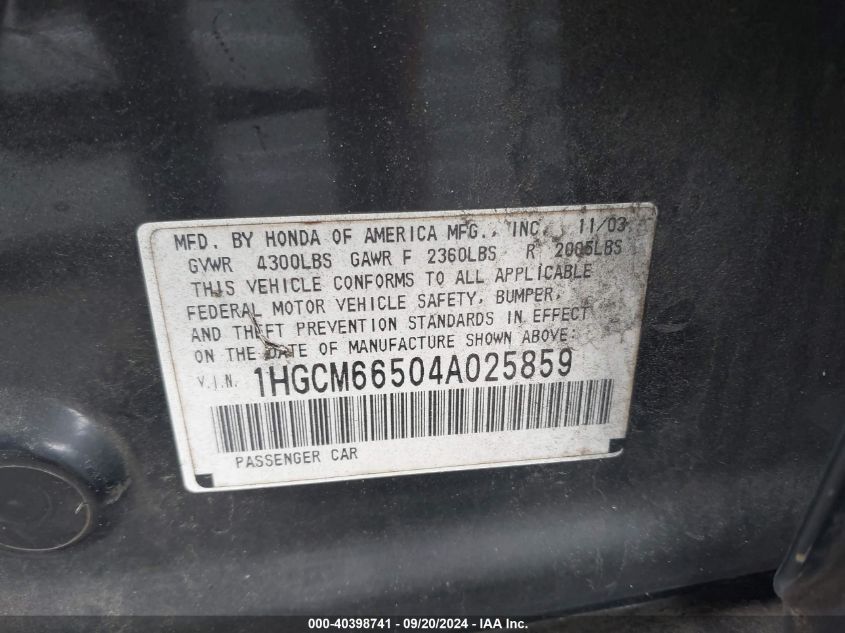 MFD. BY HONDA OF AMERICA MFG., INC. 11/03
GVWR 4300LBS GAWR F 2360LBS R 2005LBS
THIS VEHICLE CONFORMS TO ALL APPLICABLE
FEDERAL MOTOR VEHICLE SAFETY, BUMPER,
AND THEFT PREVENTION STANDARDS IN EFFECT
ON THE DATE OF MANUFACTURE SHOWN ABOVE:
V.I.N. 1HGCM66504A025859
PASSENGER CAR
000-40398741 - 09/20/2024 - IAA Inc.